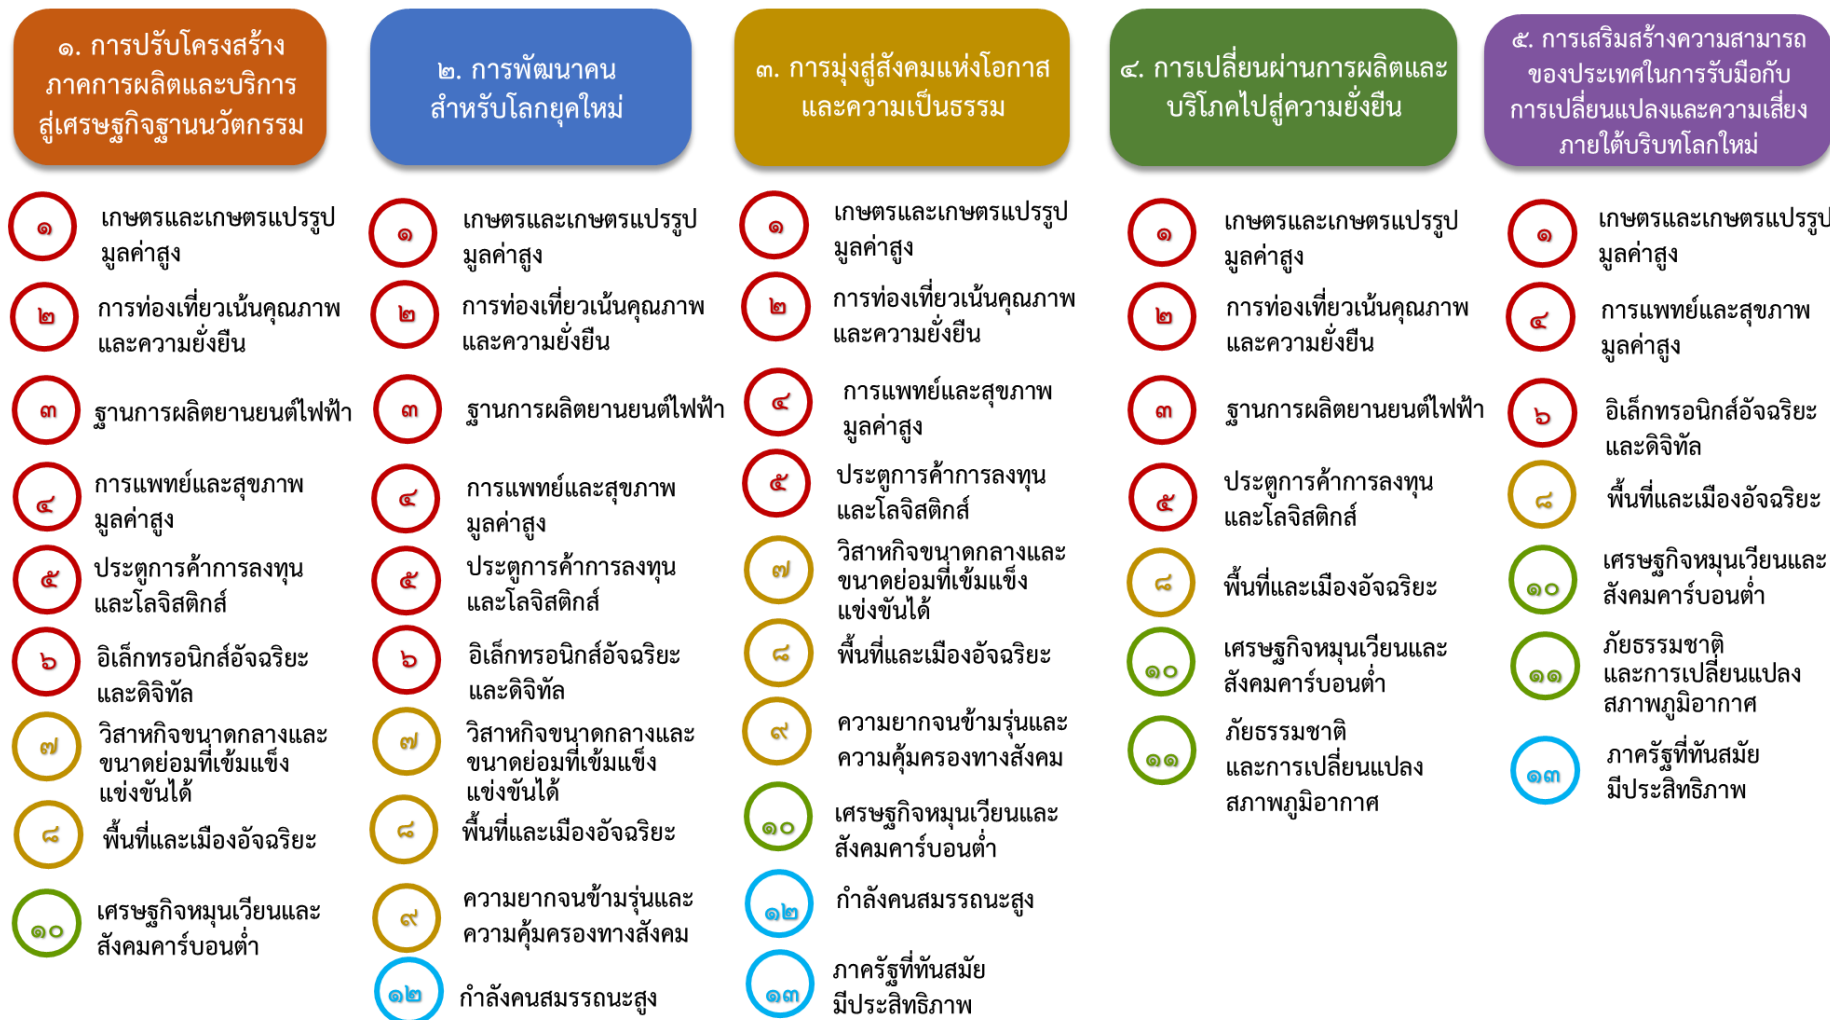 ๑. การปรับโครงสร้าง
ภาคการผลิตและบริการ
สู่เศรษฐกิจฐานนวัตกรรม
๑
เกษตรและเกษตรแปรรูป
มูลค่าสูง
๒
การท่องเที่ยวเน้นคุณภาพ
และความยั่งยืน
๓
ฐานการผลิตยานยนต์ไฟฟ้า
๔
การแพทย์และสุขภาพ
มูลค่าสูง
๕
ประตูการค้าการลงทุน
และโลจิสติกส์
๖
อิเล็กทรอนิกส์อัจฉริยะ
และดิจิทัล
๗
วิสาหกิจขนาดกลางและ
ขนาดย่อมที่เข้มแข็ง
แข่งขันได้
๘
พื้นที่และเมืองอัจฉริยะ
๑๐
เศรษฐกิจหมุนเวียนและ
สังคมคาร์บอนต่ำ
๒. การพัฒนาคน
สำหรับโลกยุคใหม่
๑
เกษตรและเกษตรแปรรูป
มูลค่าสูง
๒
การท่องเที่ยวเน้นคุณภาพ
และความยั่งยืน
๓
ฐานการผลิตยานยนต์ไฟฟ้า
๔
การแพทย์และสุขภาพ
มูลค่าสูง
๕
ประตูการค้าการลงทุน
และโลจิสติกส์
๖
อิเล็กทรอนิกส์อัจฉริยะ
และดิจิทัล
๗
วิสาหกิจขนาดกลางและ
ขนาดย่อมที่เข้มแข็ง
แข่งขันได้
๘
พื้นที่และเมืองอัจฉริยะ
๙
ความยากจนข้ามรุ่นและ
ความคุ้มครองทางสังคม
๑๒
กำลังคนสมรรถนะสูง
๓. การมุ่งสู่สังคมแห่งโอกาส
และความเป็นธรรม
๑
เกษตรและเกษตรแปรรูป
มูลค่าสูง
๒
การท่องเที่ยวเน้นคุณภาพ
และความยั่งยืน
๔
การแพทย์และสุขภาพ
มูลค่าสูง
๕
ประตูการค้าการลงทุน
และโลจิสติกส์
๗
วิสาหกิจขนาดกลางและ
ขนาดย่อมที่เข้มแข็ง
แข่งขันได้
๘
พื้นที่และเมืองอัจฉริยะ
๙
ความยากจนข้ามรุ่นและ
ความคุ้มครองทางสังคม
๑๐
เศรษฐกิจหมุนเวียนและ
สังคมคาร์บอนต่ำ
๑๒
กำลังคนสมรรถนะสูง
๑๓
ภาครัฐที่ทันสมัย
มีประสิทธิภาพ
๔. การเปลี่ยนผ่านการผลิตและ
บริโภคไปสู่ความยั่งยืน
๑
เกษตรและเกษตรแปรรูป
มูลค่าสูง
๒
การท่องเที่ยวเน้นคุณภาพ
และความยั่งยืน
๓
ฐานการผลิตยานยนต์ไฟฟ้า
๕
ประตูการค้าการลงทุน
และโลจิสติกส์
๘
พื้นที่และเมืองอัจฉริยะ
๑๐
เศรษฐกิจหมุนเวียนและ
สังคมคาร์บอนต่ำ
๑๑
ภัยธรรมชาติ
และการเปลี่ยนแปลง
สภาพภูมิอากาศ
๕. การเสริมสร้างความสามารถ
ของประเทศในการรับมือกับ
การเปลี่ยนแปลงและความเสี่ยง
ภายใต้บริบทโลกใหม่
๑
เกษตรและเกษตรแปรรูป
มูลค่าสูง
๔
การแพทย์และสุขภาพ
มูลค่าสูง
๖
อิเล็กทรอนิกส์อัจฉริยะ
และดิจิทัล
๘
พื้นที่และเมืองอัจฉริยะ
๑๐
เศรษฐกิจหมุนเวียนและ
สังคมคาร์บอนต่ำ
๑๑
ภัยธรรมชาติ
และการเปลี่ยนแปลง
สภาพภูมิอากาศ
๑๓
ภาครัฐที่ทันสมัย
มีประสิทธิภาพ